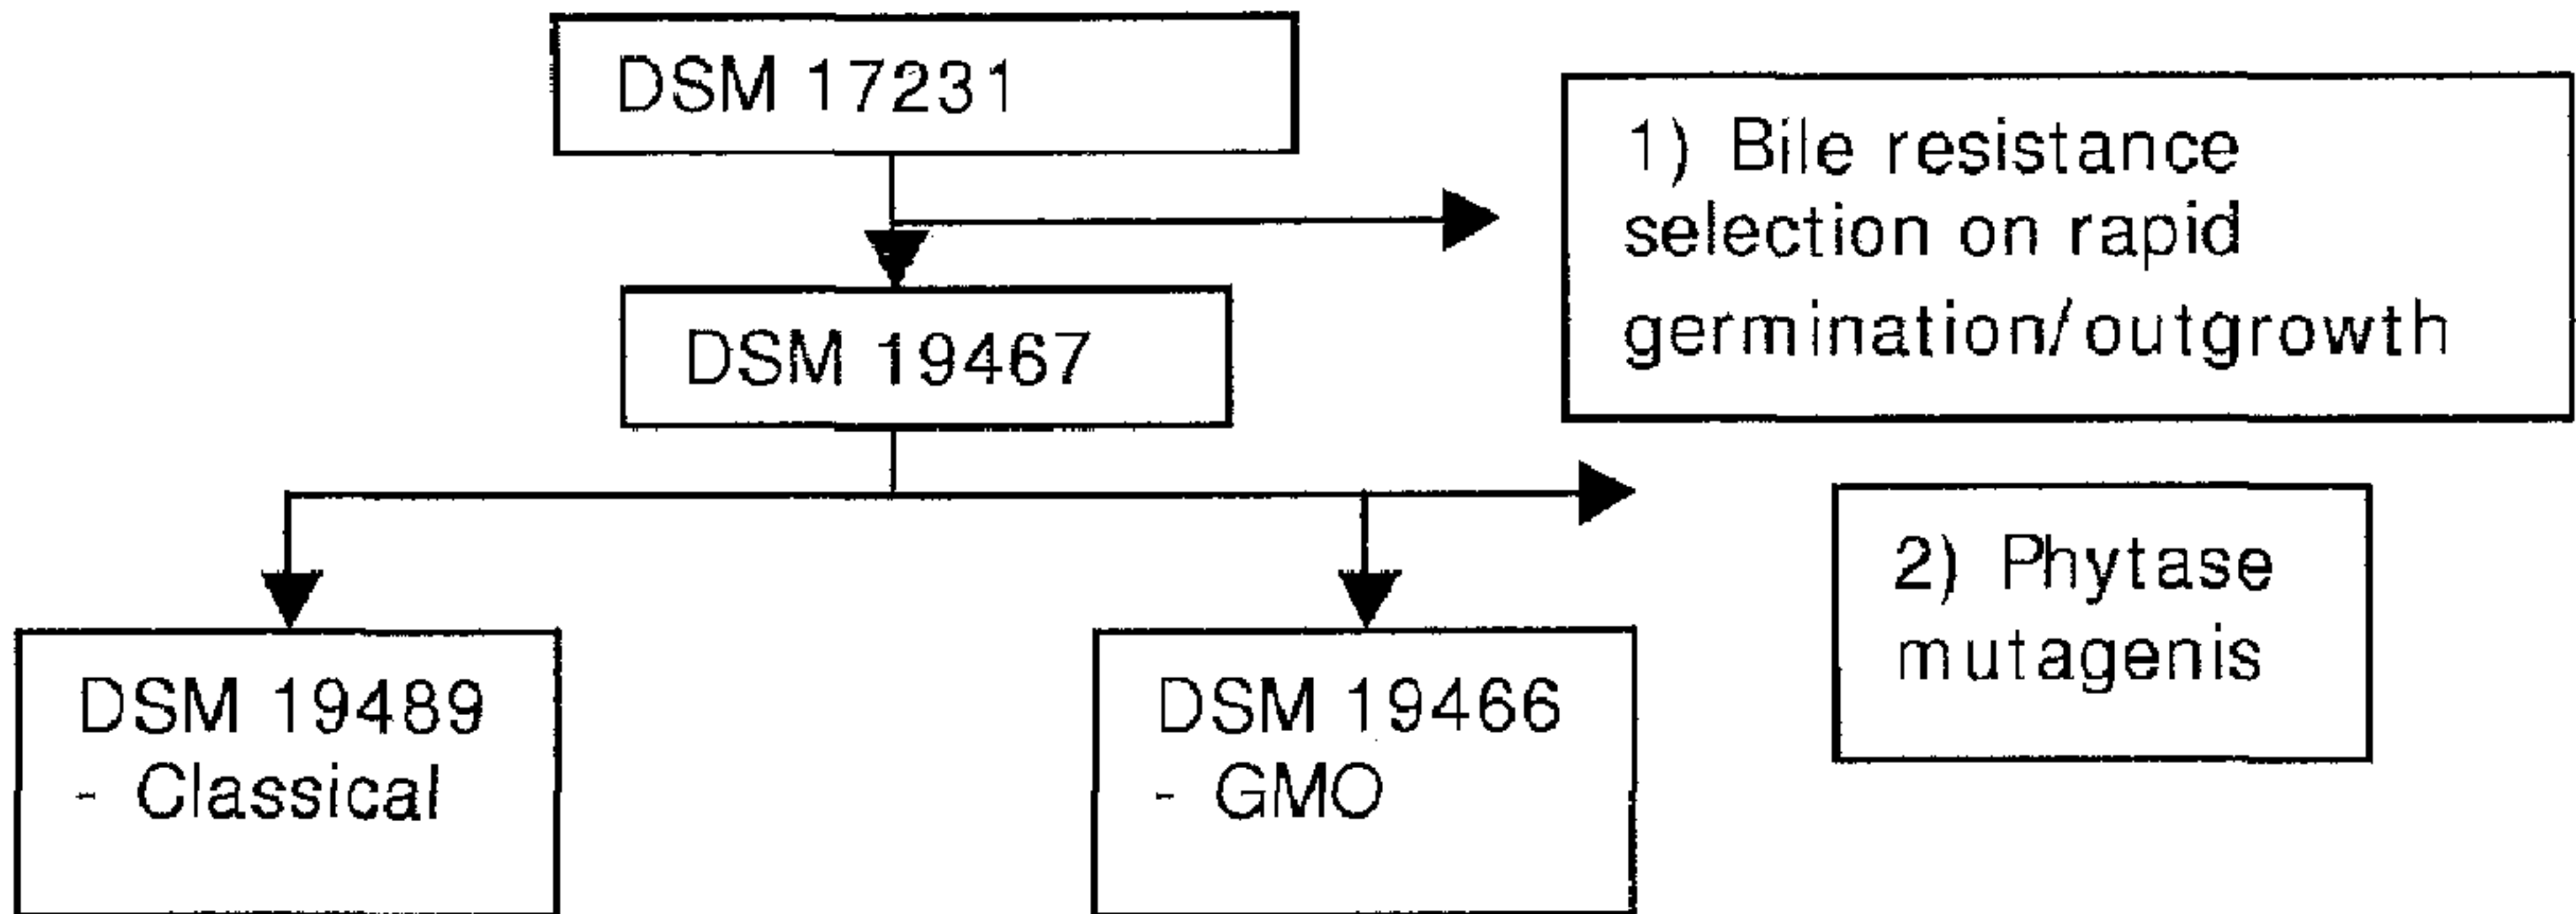 DSM 17231
1) Bile resistance
selection on rapid
germination/outgrowth
DSM 19467
2) Phytase
mutagenis
DSM 19489
- Classical
DSM 19466
- GMO